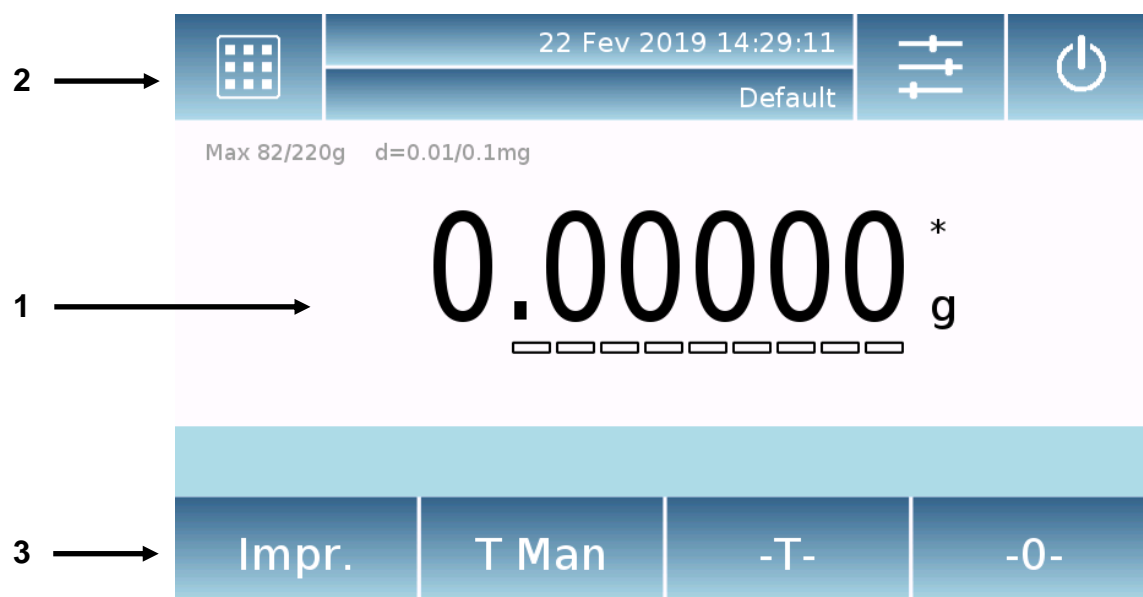 2
22 Fev 2019 14:29:11
Default
Max 82/220g d=0.01/0.1mg
1
0.00000 * g
3
Impr. T Man -T- -0-